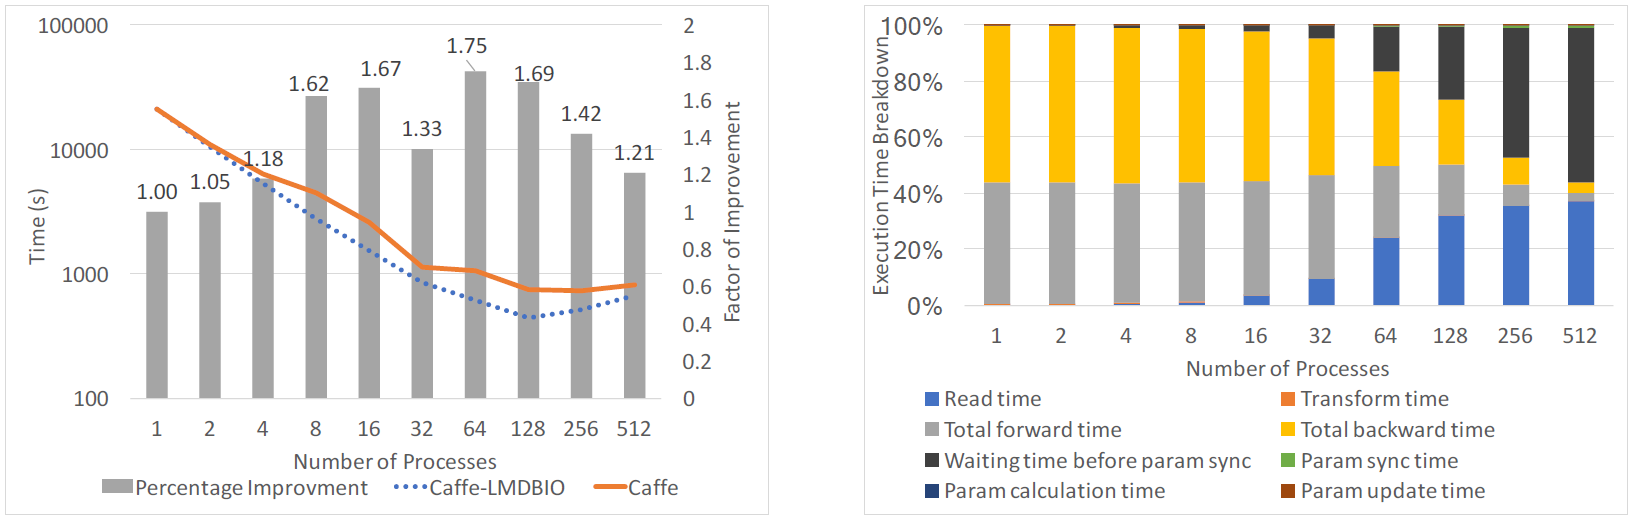 100000
10000
1000
100
Time (s)
1.00
1.05
1.18
1.62
1.67
1.33
1.75
1.69
1.42
1.21
2
1.8
1.6
1.4
1.2
1
0.8
0.6
0.4
0.2
0
Factor of Improvement
1 2 4 8 16 32 64 128 256 512
Number of Processes
Percentage Improvment Caffe-LMDBIO Caffe
100%
80%
60%
40%
20%
0%
Execution Time Breakdown
1 2 4 8 16 32 64 128 256 512
Number of Processes
Read time Transform time
Total forward time Total backward time
Waiting time before param sync Param sync time
Param calculation time Param update time